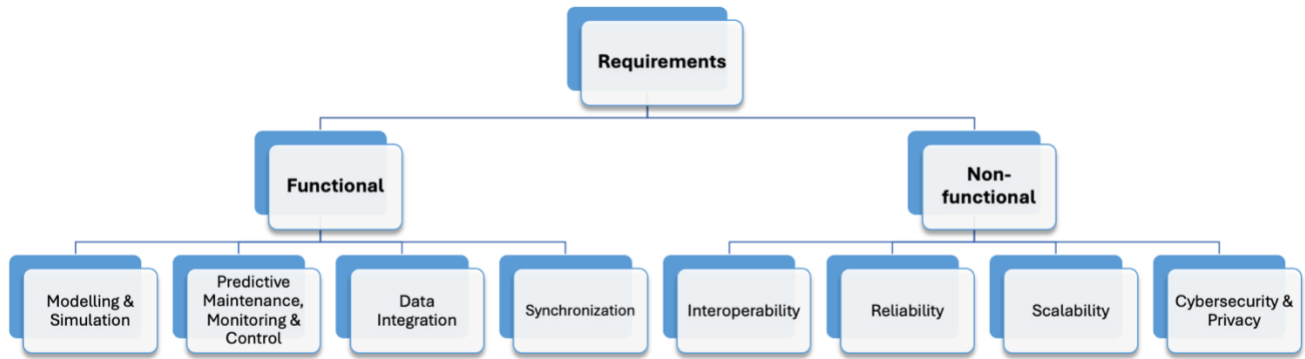 Requirements
Functional
Non-
functional
Modelling &
Simulation
Predictive
Maintenance,
Monitoring &
Control
Data
Integration
Synchronization
Interoperability
Reliability
Scalability
Cybersecurity &
Privacy